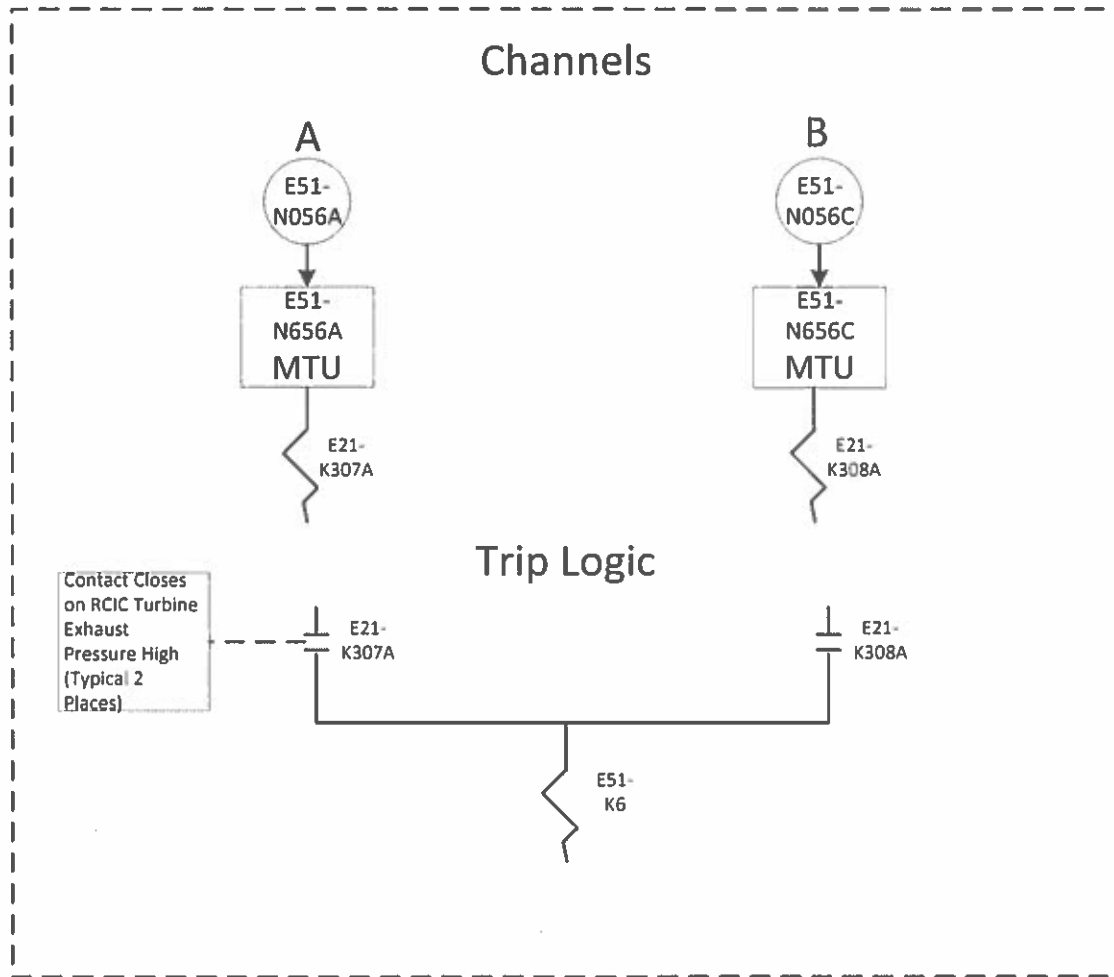 Channels
A
E51-
N056A
E51-
N656A
MTU
E21-
K307A
B
E51-
N056C
E51-
N656C
MTU
E21-
K308A
Trip Logic
Contact Closes
on RCIC Turbine
Exhaust
Pressure High
(Typical 2
Places)
E21-
K307A
E21-
K308A
E51-
K6